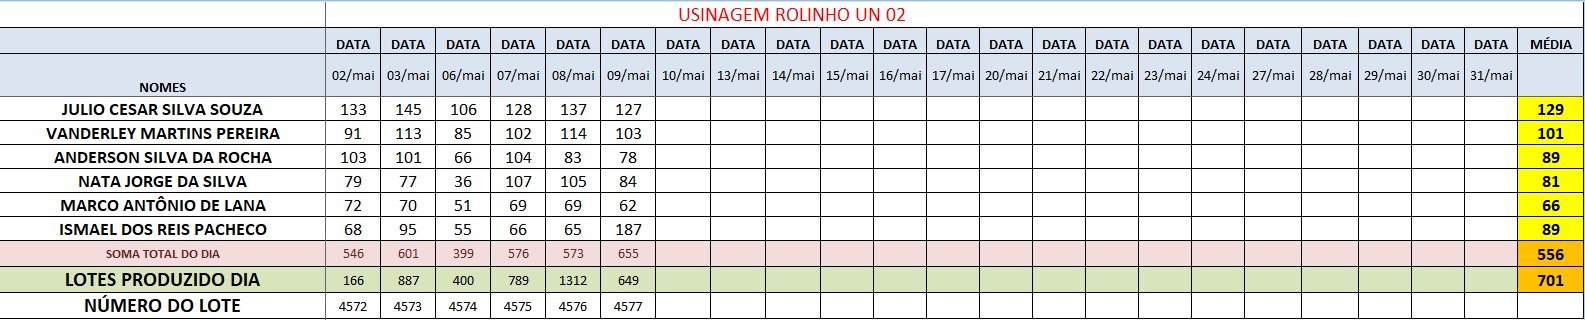 USINAGEM ROLINHO UN 02
DATA DATA DATA DATA DATA DATA DATA DATA DATA DATA DATA DATA DATA DATA DATA DATA DATA DATA DATA DATA DATA DATA MÉDIA
NOMES 02/mai 03/mai 06/mai 07/mai 08/mai 09/mai 10/mai 13/mai 14/mai 15/mai 16/mai 17/mai 20/mai 21/mai 22/mai 23/mai 24/mai 27/mai 28/mai 29/mai 30/mai 31/mai
JULIO CESAR SILVA SOUZA 133 145 106 128 137 127 129
VANDERLEY MARTINS PEREIRA 91 113 85 102 114 103 101
ANDERSON SILVA DA ROCHA 103 101 66 104 83 78 89
NATA JORGE DA SILVA 79 77 36 107 105 84 81
MARCO ANTÔNIO DE LANA 72 70 51 69 69 62 66
ISMAEL DOS REIS PACHECO 68 95 55 66 65 187 89
SOMA TOTAL DO DIA 546 601 399 576 573 655 556
LOTES PRODUZIDO DIA 166 887 400 789 1312 649 701
NÚMERO DO LOTE 4572 4573 4574 4575 4576 4577